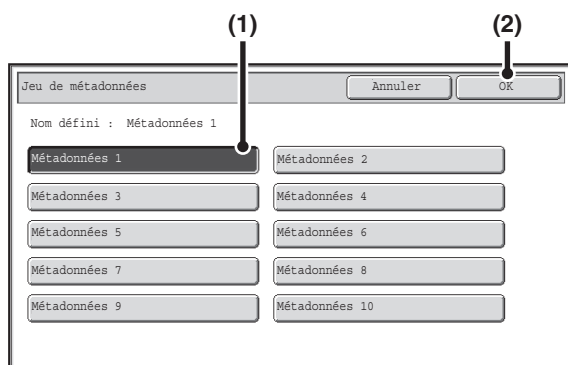 (1) (2)
Jeu de métadonnées Annuler OK
Nom défini : Métadonnées 1
Métadonnées 1 Métadonnées 2
Métadonnées 3 Métadonnées 4
Métadonnées 5 Métadonnées 6
Métadonnées 7 Métadonnées 8
Métadonnées 9 Métadonnées 10